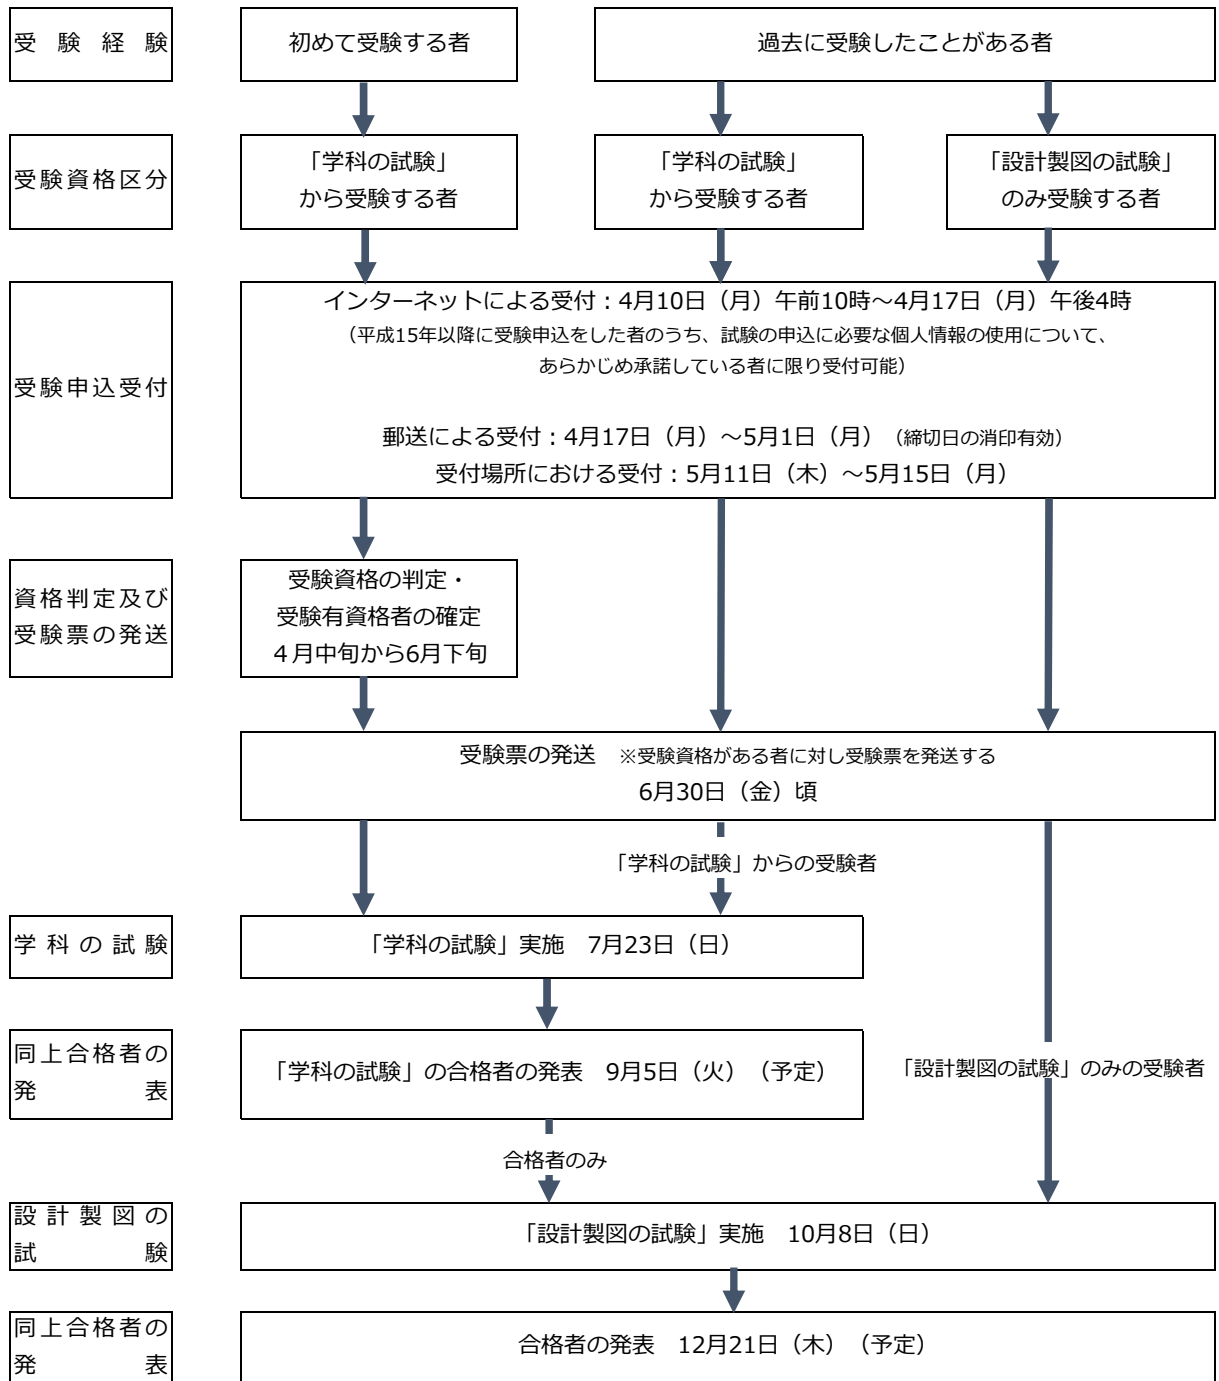 受験経験
初めて受験する者
過去に受験したことがある者
受験資格区分
「学科の試験」
から受験する者
「学科の試験」
から受験する者
「設計製図の試験」
のみ受験する者
受験申込受付
インターネットによる受付：4月10日（月）午前10時～4月17日（月）午後4時
（平成15年以降に受験申込をした者のうち、試験の申込に必要な個人情報の使用について、
あらかじめ承諾している者に限り受付可能）
郵送による受付：4月17日（月）～5月1日（月）（締切日の消印有効）
受付場所における受付：5月11日（木）～5月15日（月）
資格判定及び
受験票の発送
受験資格の判定・
受験有資格者の確定
４月中旬から6月下旬
受験票の発送　※受験資格がある者に対し受験票を発送する
6月30日（金）頃
「学科の試験」からの受験者
学科の試験
「学科の試験」実施　7月23日（日）
同上合格者の
発表
「学科の試験」の合格者の発表　9月5日（火）（予定）
「設計製図の試験」のみの受験者
合格者のみ
設計製図の
試験
「設計製図の試験」実施　10月8日（日）
同上合格者の
発表
合格者の発表　12月21日（木）（予定）